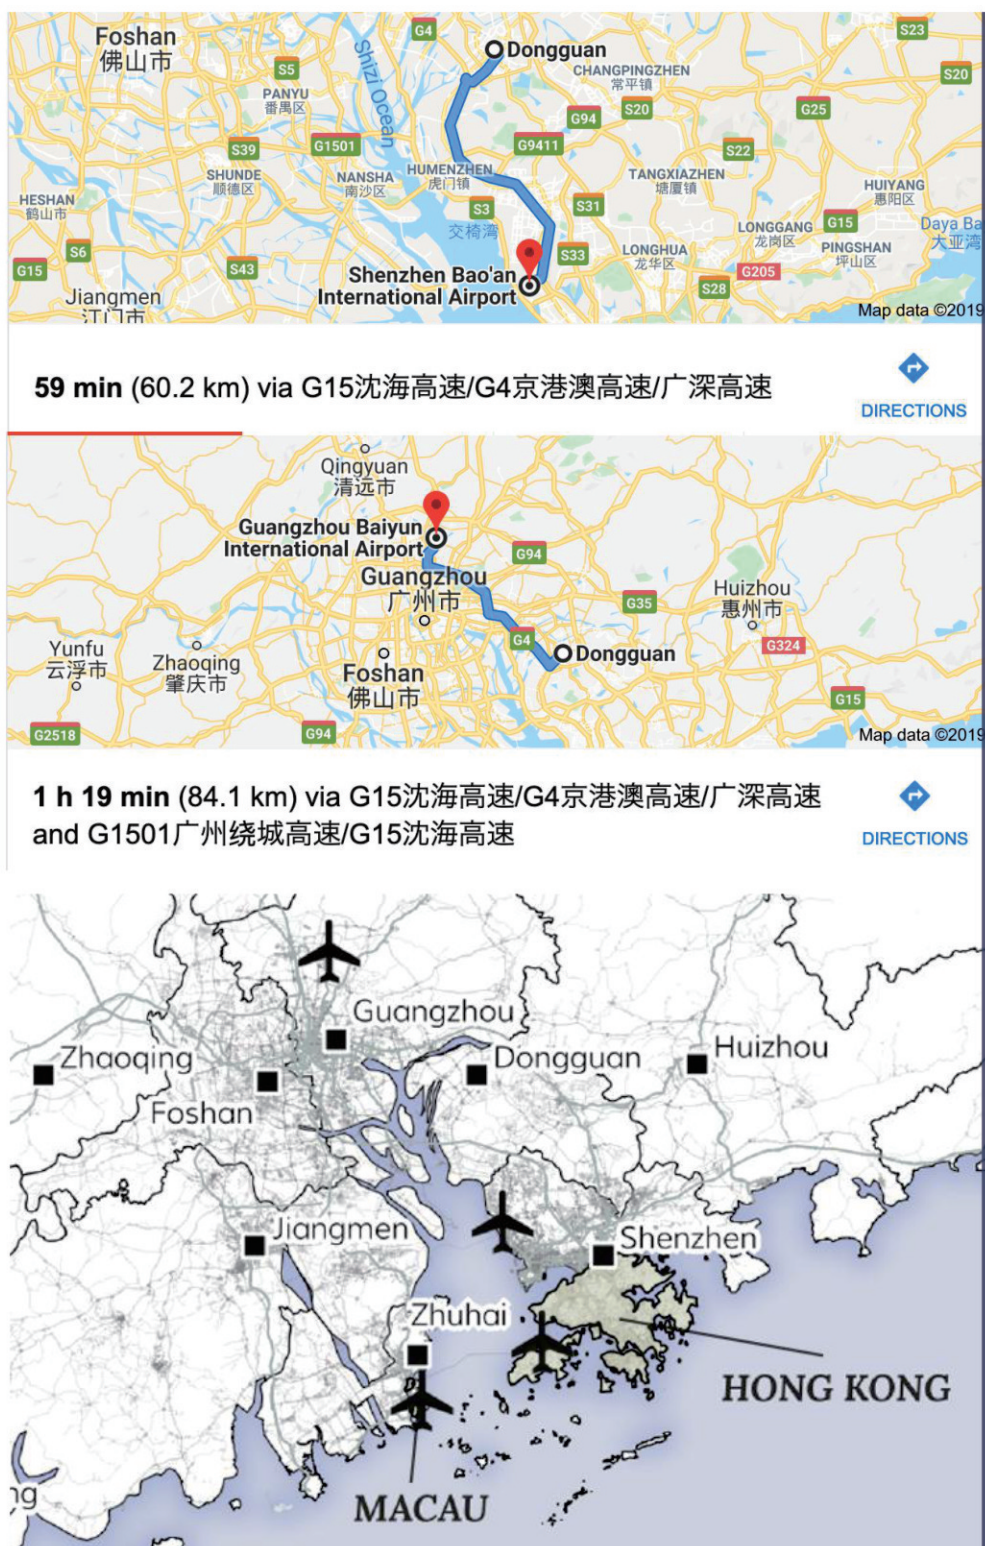 Foshan
佛山市
G4
S23
Dongguan
CHANGPINGZHEN
常平镇
S5
S20
PANYU
番禺区
Shizi Ocean
G94
S20
G25
S39
G1501
G9411
S22
SHUNDE
顺德区
NANSHA
南沙区
HUMENZHEN
虎门镇
TANGXIAZHEN
塘厦镇
HUIYANG
惠阳区
HESHAN
鹤山市
S3
S31
G15
Daya Ba
大亚湾
交椅湾
LONGGANG
龙岗区
S6
S33
LONGHUA
龙华区
PINGSHAN
坪山区
G15
S43
Shenzhen Bao'an
International Airport
G205
S28
Jiangmen
江门市
Map data ©2019
59 min (60.2 km) via G15沈海高速/G4京港澳高速/广深高速
DIRECTIONS
Qingyuan
清远市
Guangzhou Baiyun
International Airport
G94
Guangzhou
广州市
Huizhou
惠州市
G35
G4
G324
Yunfu
云浮市
Zhaoqing
肇庆市
Foshan
佛山市
Dongguan
G15
G2518
G94
Map data ©2019
1 h 19 min (84.1 km) via G15沈海高速/G4京港澳高速/广深高速
and G1501广州绕城高速/G15沈海高速
DIRECTIONS
Guangzhou
Zhaoqing
Dongguan
Huizhou
Foshan
Jiangmen
Shenzhen
Zhuhai
HONG KONG
MACAU
ng